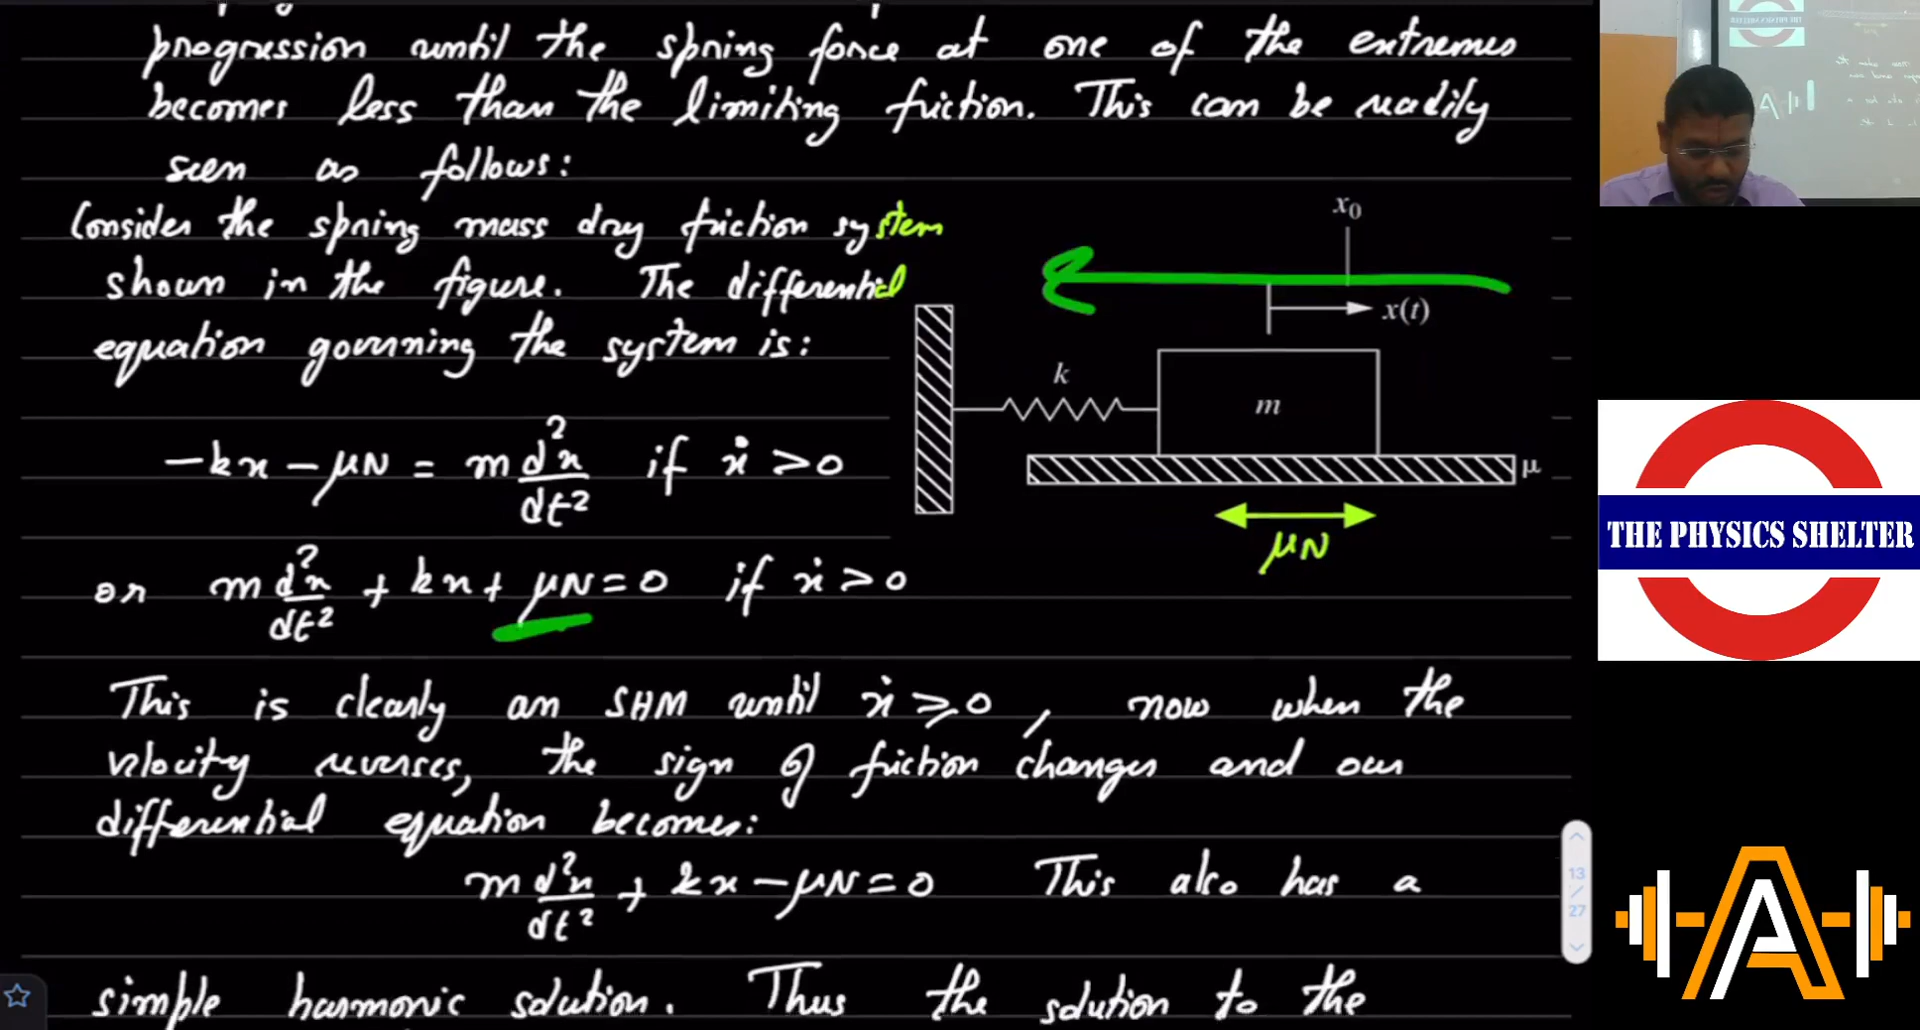 progression until the spring force at one of the extremes
becomes less than the limiting friction. This can be readily
seen as follows:
Consider the spring mass dry friction system
shown in the figure. The differential
equation governing the system is:
x₀
x(t)
k
m
μ
μN
-kx - μN = m d²x/dt² if ẋ > 0
or m d²x/dt² + kx + μN = 0 if ẋ > 0
This is clearly an SHM until ẋ ⩾ 0, now when the
velocity reverses, the sign of friction changes and our
differential equation becomes:
m d²x/dt² + kx - μN = 0 This also has a
simple harmonic solution. Thus the solution to the
THE PHYSICS SHELTER
A
13
/
27